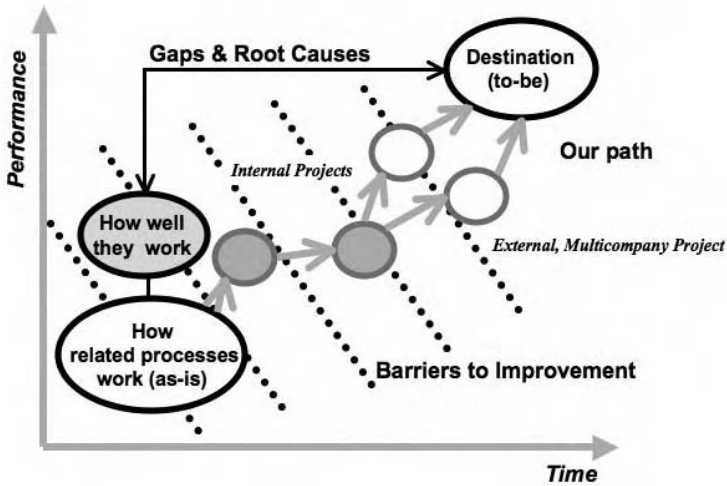 Gaps & Root Causes
Destination
(to-be)
Performance
Internal Projects
Our path
How well
they work
External, Multicompany Project
How
related processes
work (as-is)
Barriers to Improvement
Time